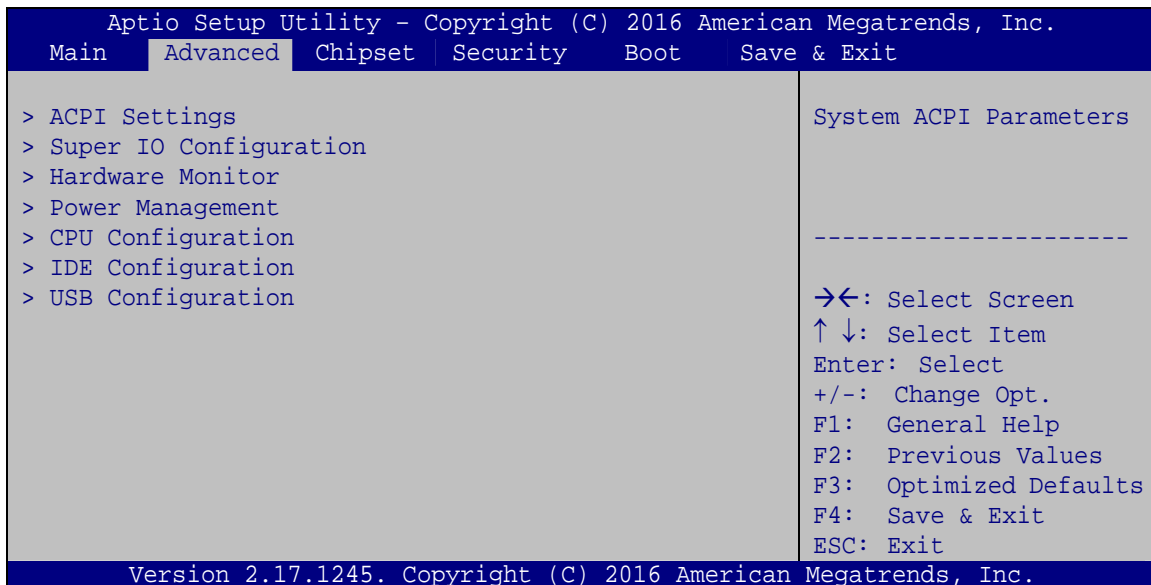 Aptio Setup Utility – Copyright (C) 2016 American Megatrends, Inc.
Main Advanced Chipset Security Boot Save & Exit
> ACPI Settings
> Super IO Configuration
> Hardware Monitor
> Power Management
> CPU Configuration
> IDE Configuration
> USB Configuration
System ACPI Parameters
----------------------
→←: Select Screen
↑ ↓: Select Item
Enter: Select
+/-: Change Opt.
F1: General Help
F2: Previous Values
F3: Optimized Defaults
F4: Save & Exit
ESC: Exit
Version 2.17.1245. Copyright (C) 2016 American Megatrends, Inc.